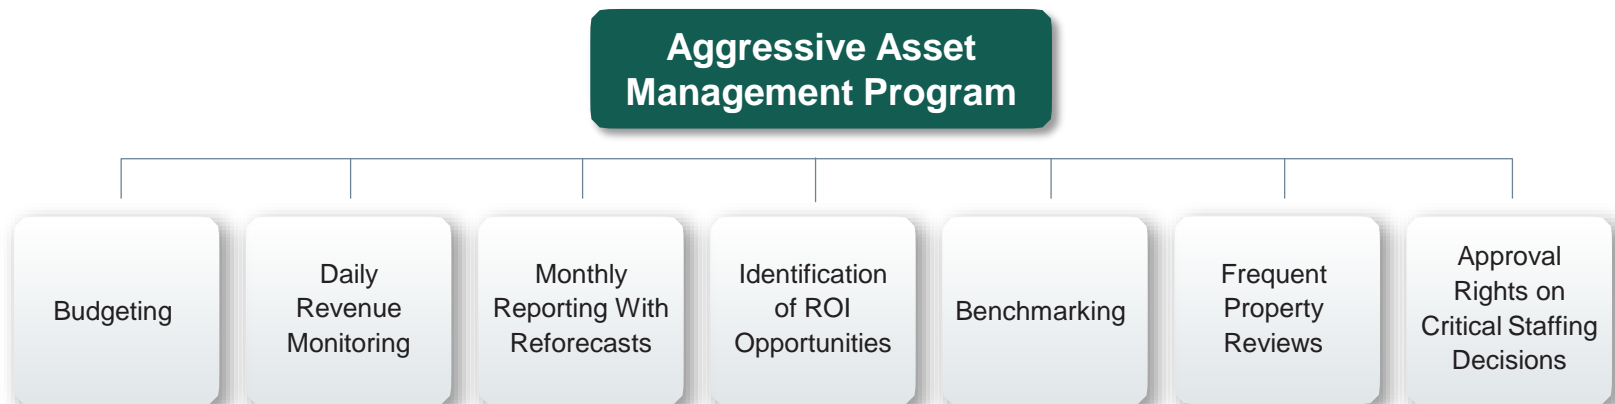 Aggressive Asset
Management Program
Budgeting
Daily
Revenue
Monitoring
Monthly
Reporting With
Reforecasts
Identification
of ROI
Opportunities
Benchmarking
Frequent
Property
Reviews
Approval
Rights on
Critical Staffing
Decisions